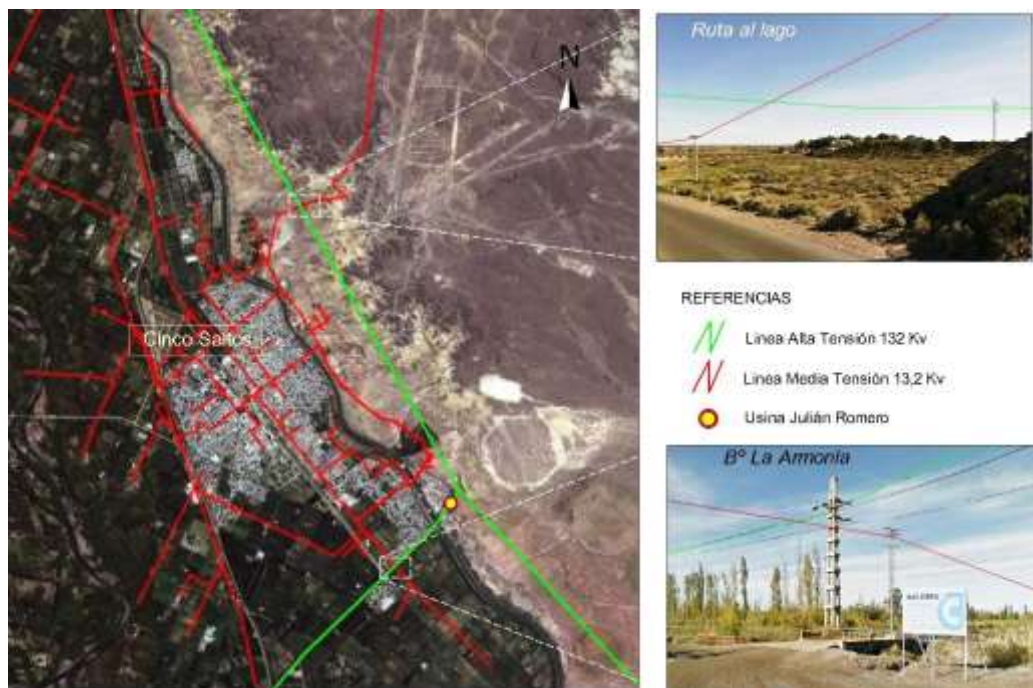 N
Cinco Saltos
Ruta al lago
REFERENCIAS
Linea Alta Tensión 132 Kv
Linea Media Tensión 13,2 Kv
Usina Julián Romero
Bº La Armonía